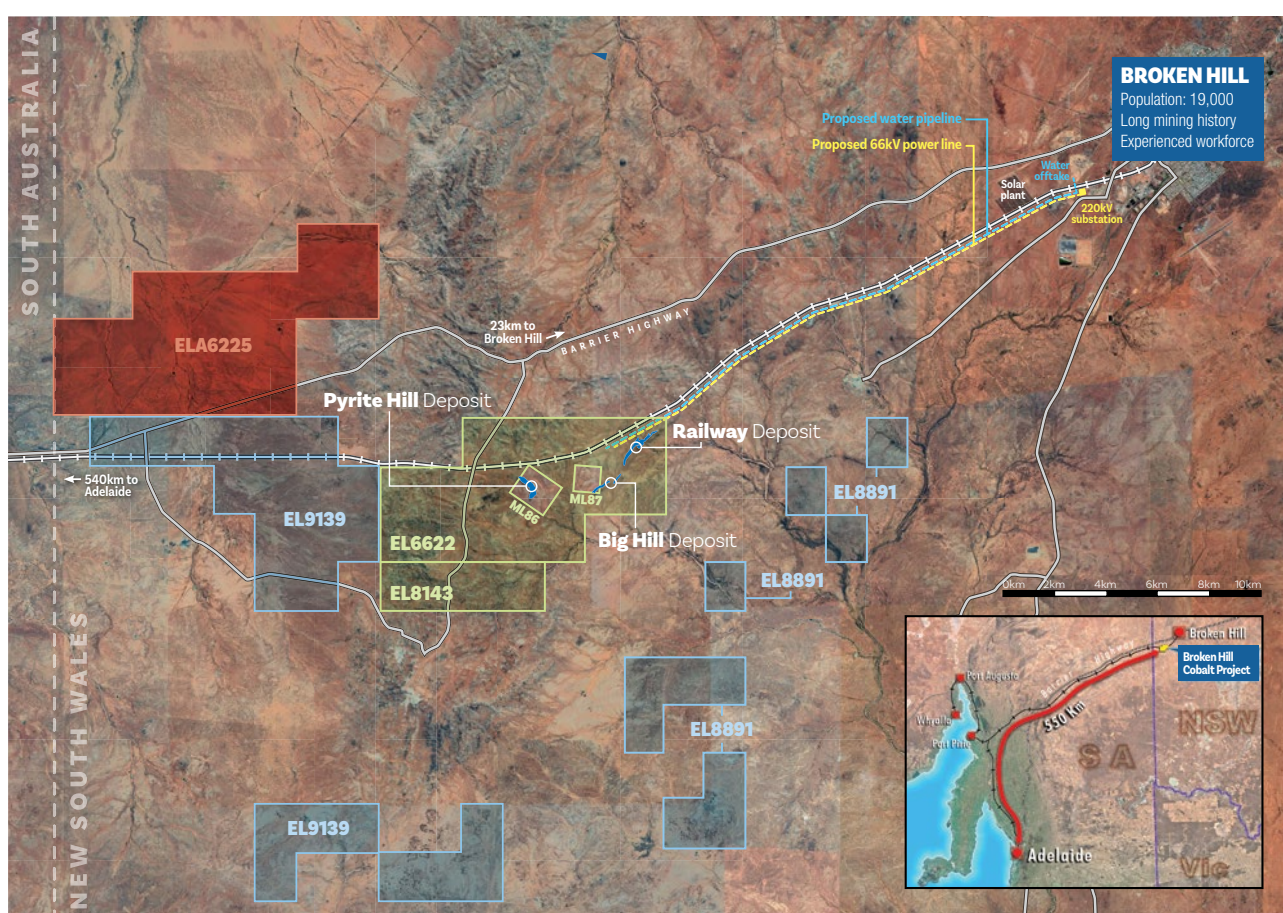 SOUTH AUSTRALIA
NEW SOUTH WALES
BROKEN HILL
Population: 19,000
Long mining history
Experienced workforce
Proposed water pipeline
Proposed 66kV power line
Water
offtake
Solar
plant
220kV
substation
ELA6225
23km to
Broken Hill
BARRIER HIGHWAY
Pyrite Hill Deposit
Railway Deposit
540km to
Adelaide
EL9139
ML86
ML87
EL8891
EL6622
Big Hill Deposit
EL8143
EL8891
0km 2km 4km 6km 8km 10km
EL8891
EL9139
Broken Hill
Broken Hill
Cobalt Project
Port Augusta
Whyalla
Port Pirie
550 Km
NSW
SA
Adelaide
Vic